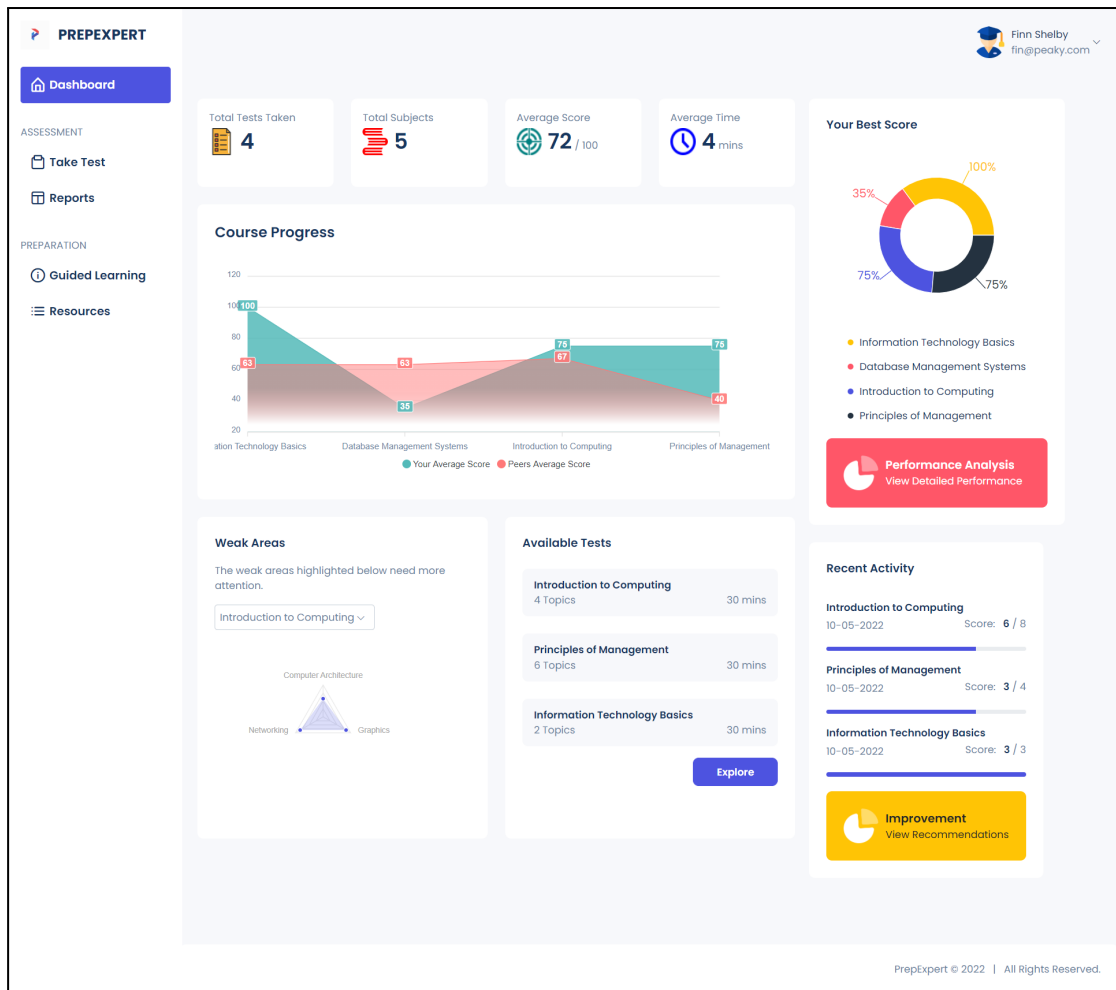 PREPEXPERT
Finn Shelby
fin@peaky.com
Dashboard
ASSESSMENT
Take Test
Reports
PREPARATION
Guided Learning
Resources
Total Tests Taken
4
Total Subjects
5
Average Score
72 / 100
Average Time
4 mins
Course Progress
120
100
80
60
40
20
100
63
63
35
75
67
75
40
ation Technology Basics
Database Management Systems
Introduction to Computing
Principles of Management
Your Average Score
Peers Average Score
Your Best Score
100%
35%
75%
75%
Information Technology Basics
Database Management Systems
Introduction to Computing
Principles of Management
Performance Analysis
View Detailed Performance
Weak Areas
The weak areas highlighted below need more
attention.
Introduction to Computing
Computer Architecture
Networking
Graphics
Available Tests
Introduction to Computing
4 Topics 30 mins
Principles of Management
6 Topics 30 mins
Information Technology Basics
2 Topics 30 mins
Explore
Recent Activity
Introduction to Computing
10-05-2022 Score: 6 / 8
Principles of Management
10-05-2022 Score: 3 / 4
Information Technology Basics
10-05-2022 Score: 3 / 3
Improvement
View Recommendations
PrepExpert © 2022 | All Rights Reserved.